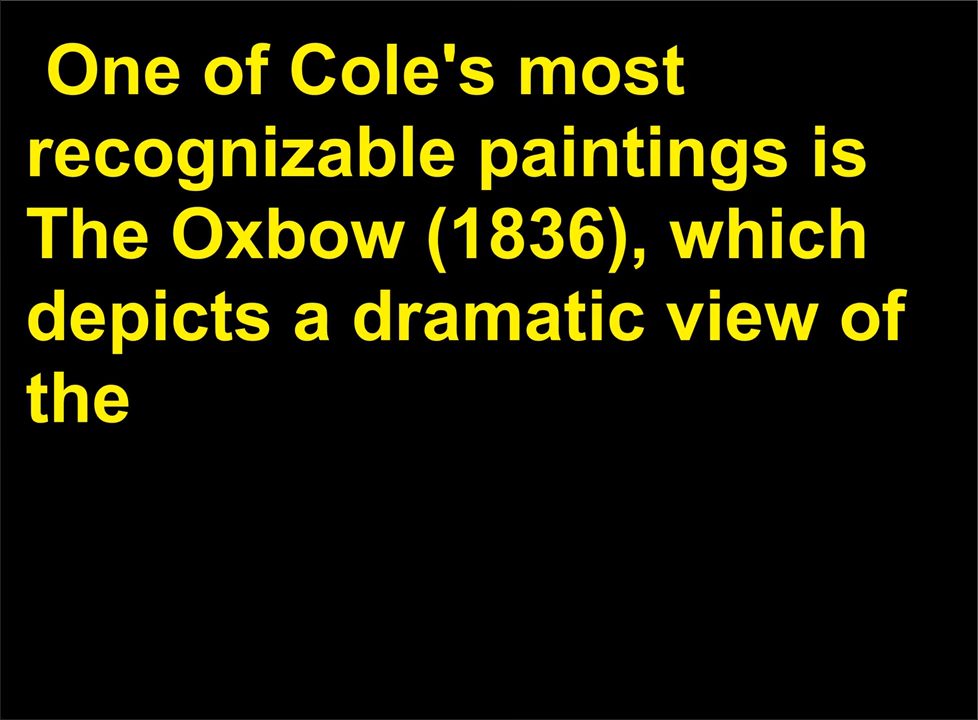 One of Cole's most
recognizable paintings is
The Oxbow (1836), which
depicts a dramatic view of
the